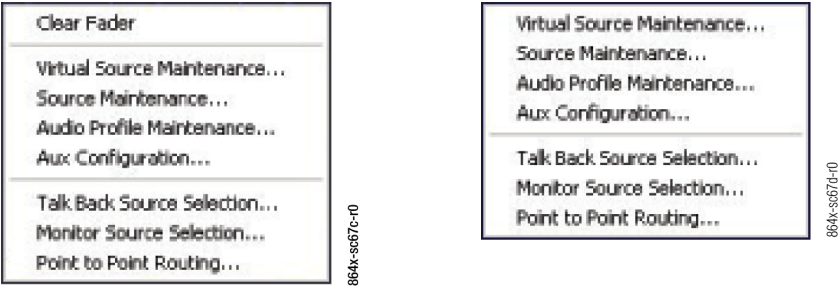 Clear Fader
Virtual Source Maintenance...
Source Maintenance...
Audio Profile Maintenance...
Aux Configuration...
Talk Back Source Selection...
Monitor Source Selection...
Point to Point Routing...
864x-sc67c-r0
Virtual Source Maintenance...
Source Maintenance...
Audio Profile Maintenance...
Aux Configuration...
Talk Back Source Selection...
Monitor Source Selection...
Point to Point Routing...
864x-sc67d-r0